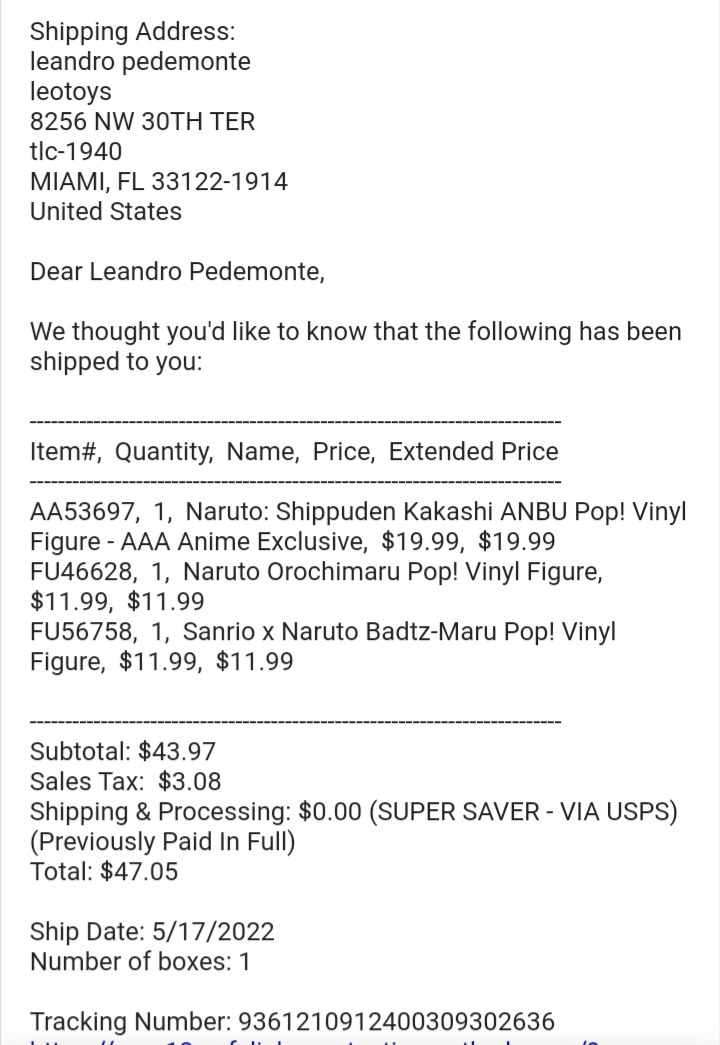 Shipping Address:
leandro pedemonte
leotoys
8256 NW 30TH TER
tlc-1940
MIAMI, FL 33122-1914
United States
Dear Leandro Pedemonte,
We thought you'd like to know that the following has been
shipped to you:
----------------------------------------------------------------------------
Item#,  Quantity,  Name,  Price,  Extended Price
----------------------------------------------------------------------------
AA53697,  1,  Naruto: Shippuden Kakashi ANBU Pop! Vinyl
Figure - AAA Anime Exclusive,  $19.99,  $19.99
FU46628,  1,  Naruto Orochimaru Pop! Vinyl Figure,
$11.99,  $11.99
FU56758,  1,  Sanrio x Naruto Badtz-Maru Pop! Vinyl
Figure,  $11.99,  $11.99
----------------------------------------------------------------------------
Subtotal: $43.97
Sales Tax:  $3.08
Shipping & Processing: $0.00 (SUPER SAVER - VIA USPS)
(Previously Paid In Full)
Total: $47.05
Ship Date: 5/17/2022
Number of boxes: 1
Tracking Number: 9361210912400309302636